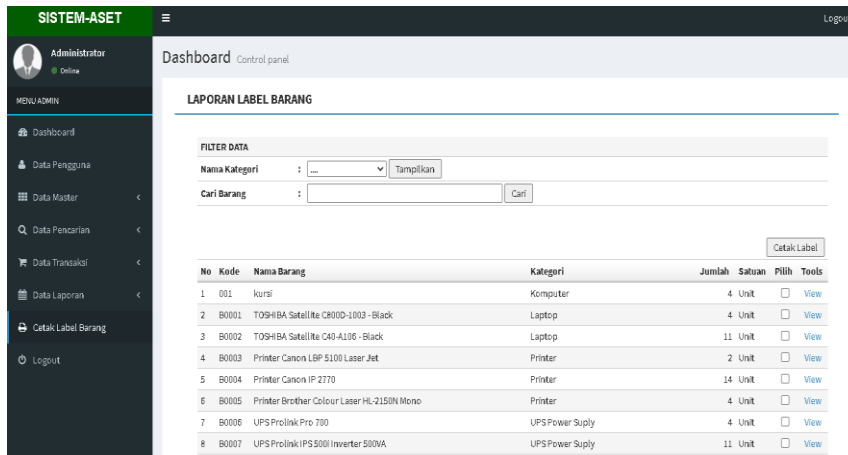 SISTEM-ASET
Logou
Administrator
Online
Dashboard Control panel
MENU ADMIN
Dashboard
Data Pengguna
Data Master
Data Pencarian
Data Transaksi
Data Laporan
Cetak Label Barang
Logout
LAPORAN LABEL BARANG
FILTER DATA
Nama Kategori : .... Tampilkan
Cari Barang : Cari
Cetak Label
No Kode Nama Barang Kategori Jumlah Satuan Pilih Tools
1 001 kursi Komputer 4 Unit View
2 B0001 TOSHIBA Satellite C800D-1003 - Black Laptop 4 Unit View
3 B0002 TOSHIBA Satellite C40-A106 - Black Laptop 11 Unit View
4 B0003 Printer Canon LBP 5100 Laser Jet Printer 2 Unit View
5 B0004 Printer Canon IP 2770 Printer 14 Unit View
6 B0005 Printer Brother Colour Laser HL-2150N Mono Printer 4 Unit View
7 B0006 UPS Prolink Pro 700 UPS Power Suply 4 Unit View
8 B0007 UPS Prolink IPS 500i Inverter 500VA UPS Power Suply 11 Unit View